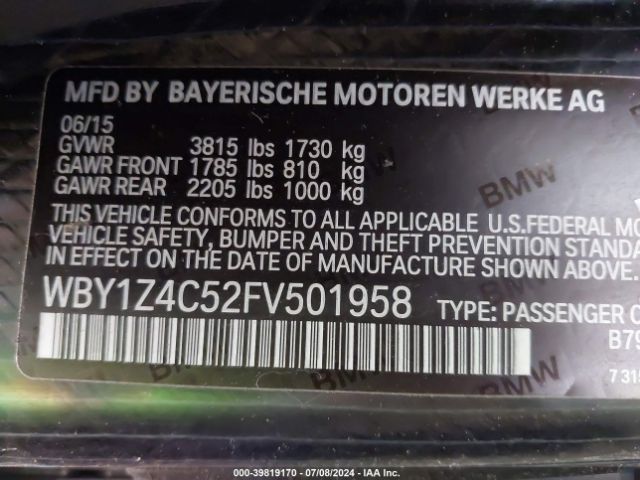 MFD BY BAYERISCHE MOTOREN WERKE AG
06/15
GVWR 3815 lbs 1730 kg
GAWR FRONT 1785 lbs 810 kg
GAWR REAR 2205 lbs 1000 kg
THIS VEHICLE CONFORMS TO ALL APPLICABLE U.S.FEDERAL MO
VEHICLE SAFETY, BUMPER AND THEFT PREVENTION STANDA
IN EFFECT ON THE DATE OF MANUFACTURE SHOWN ABOVE
WBY1Z4C52FV501958 TYPE: PASSENGER C
B79
7 315
BMW
BMW
000-39819170 - 07/08/2024 - IAA Inc.